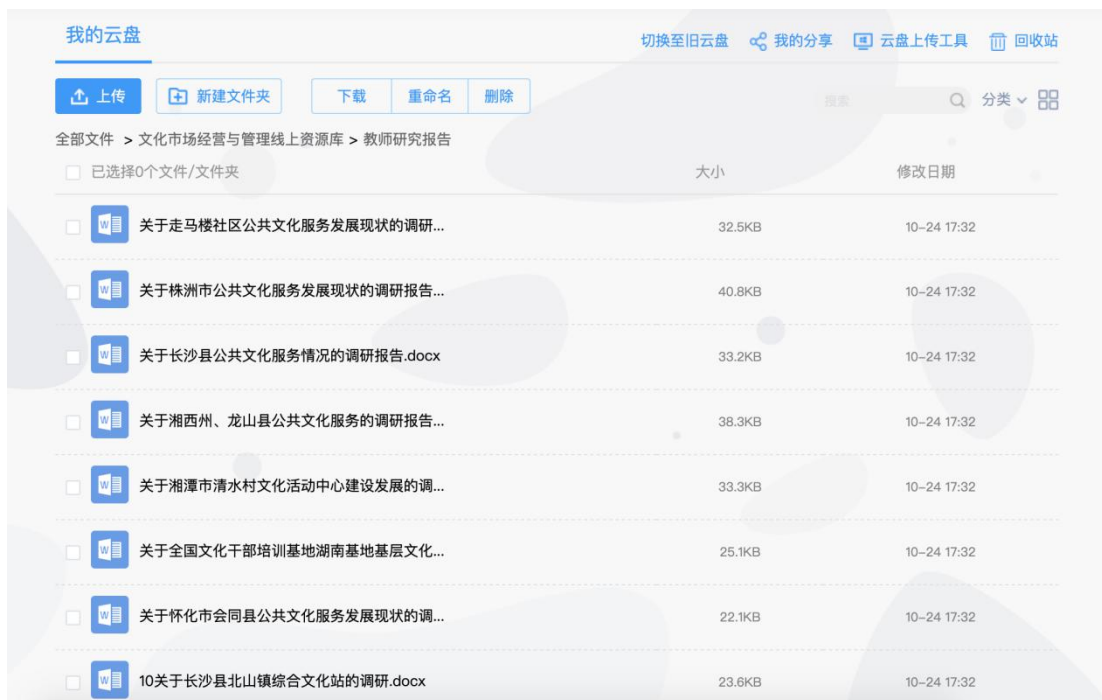 我的云盘
切换至旧云盘 我的分享 云盘上传工具 回收站
上传 新建文件夹 下载 重命名 删除 搜索 分类
全部文件 > 文化市场经营与管理线上资源库 > 教师研究报告
已选择0个文件/文件夹 大小 修改日期
关于走马楼社区公共文化服务发展现状的调研... 32.5KB 10-24 17:32
关于株洲市公共文化服务发展现状的调研报告... 40.8KB 10-24 17:32
关于长沙县公共文化服务情况的调研报告.docx 33.2KB 10-24 17:32
关于湘西州、龙山县公共文化服务的调研报告... 38.3KB 10-24 17:32
关于湘潭市清水村文化活动中心建设发展的调... 33.3KB 10-24 17:32
关于全国文化干部培训基地湖南基地基层文化... 25.1KB 10-24 17:32
关于怀化市会同县公共文化服务发展现状的调... 22.1KB 10-24 17:32
10关于长沙县北山镇综合文化站的调研.docx 23.6KB 10-24 17:32